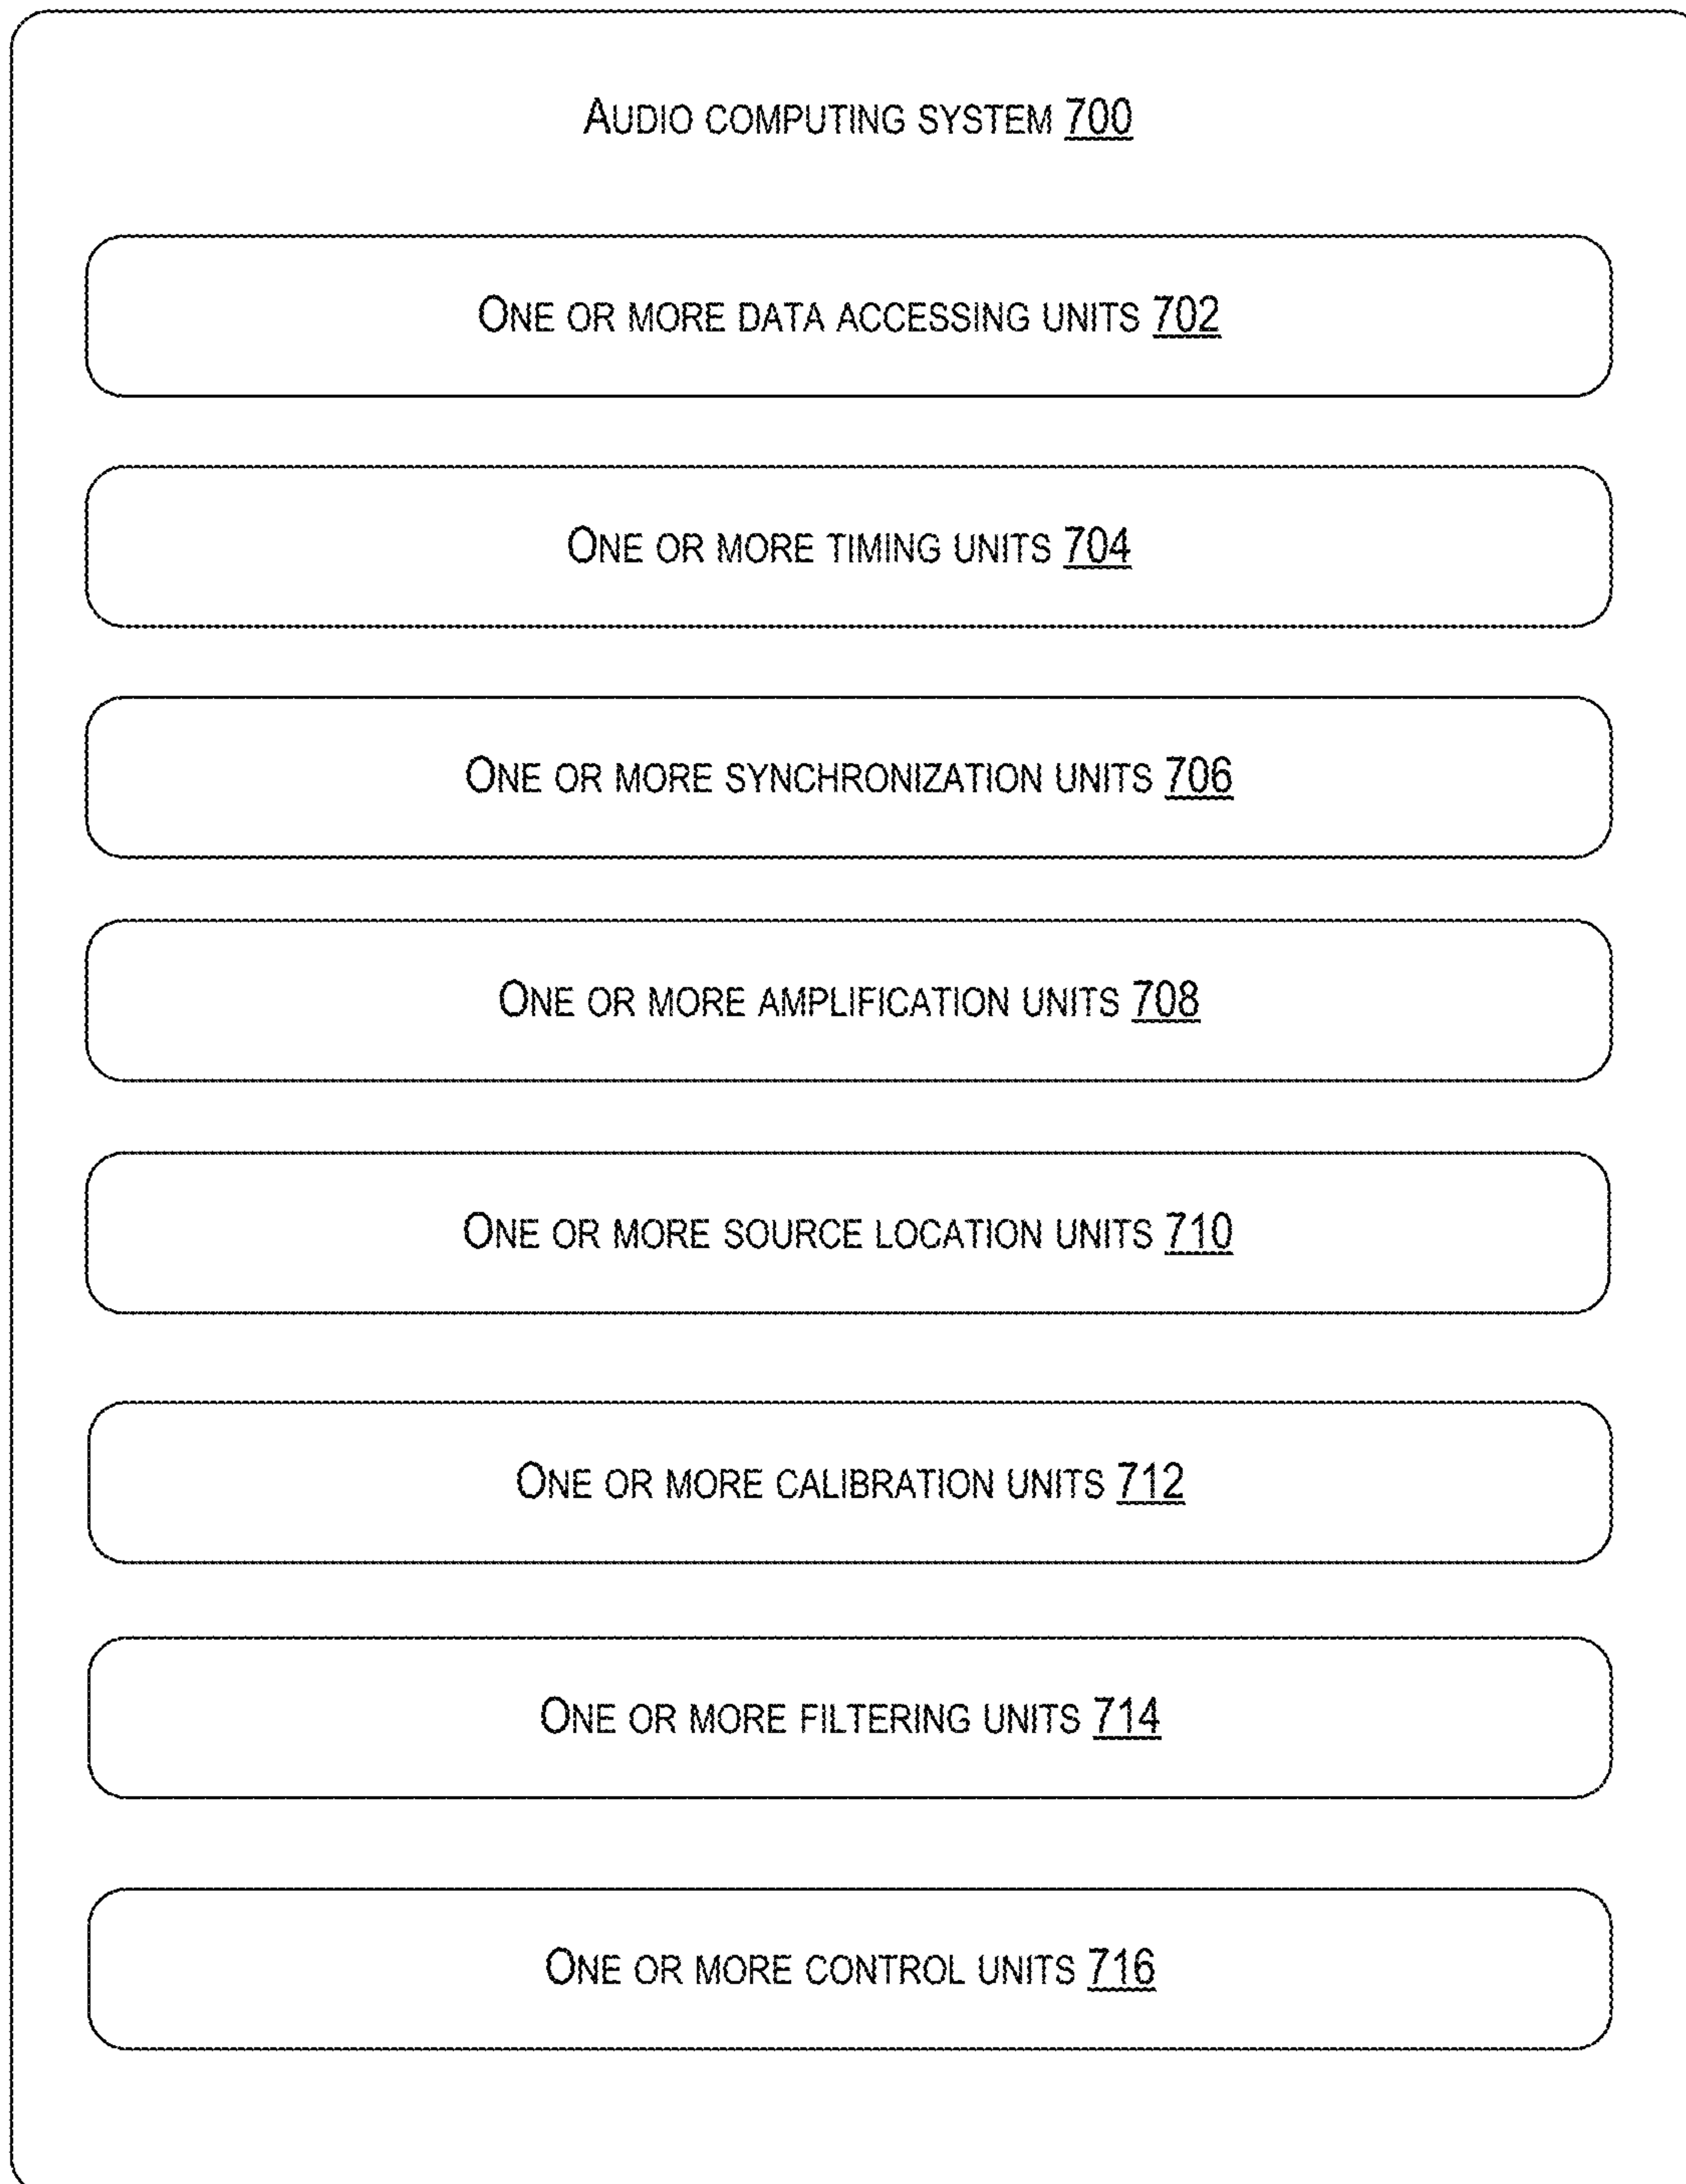 AUDIO COMPUTING SYSTEM 700
ONE OR MORE DATA ACCESSING UNITS 702
ONE OR MORE TIMING UNITS 704
ONE OR MORE SYNCHRONIZATION UNITS 706
ONE OR MORE AMPLIFICATION UNITS 708
ONE OR MORE SOURCE LOCATION UNITS 710
ONE OR MORE CALIBRATION UNITS 712
ONE OR MORE FILTERING UNITS 714
ONE OR MORE CONTROL UNITS 716